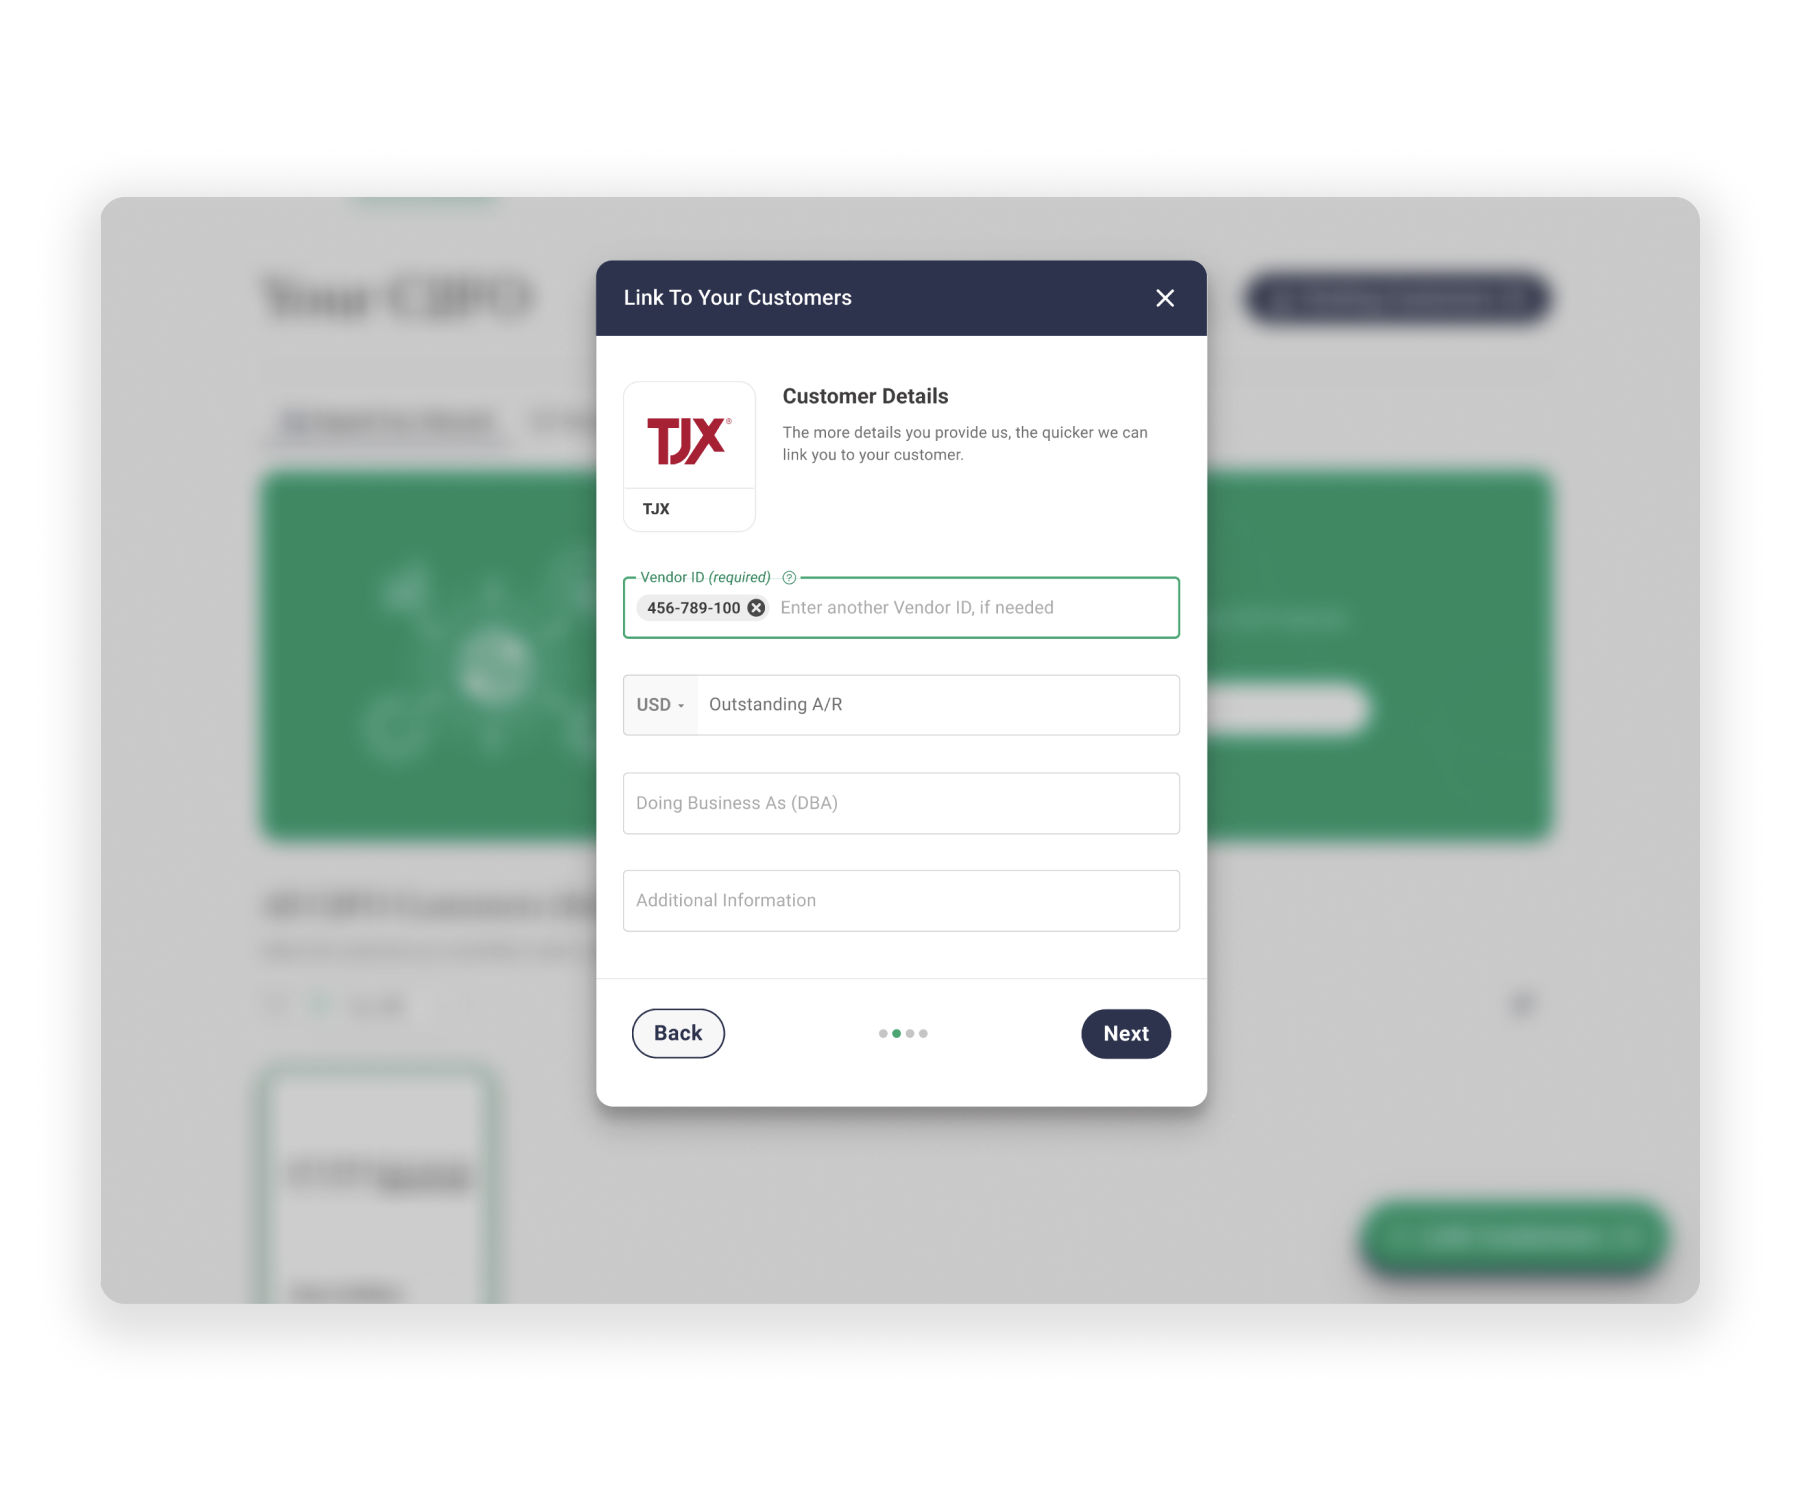 Your C2FO
Link To Your Customers
TJX®
Customer Details
The more details you provide us, the quicker we can
link you to your customer.
TJX
Vendor ID (required) ?
456-789-100 Enter another Vendor ID, if needed
USD Outstanding A/R
Doing Business As (DBA)
Additional Information
Back
Next